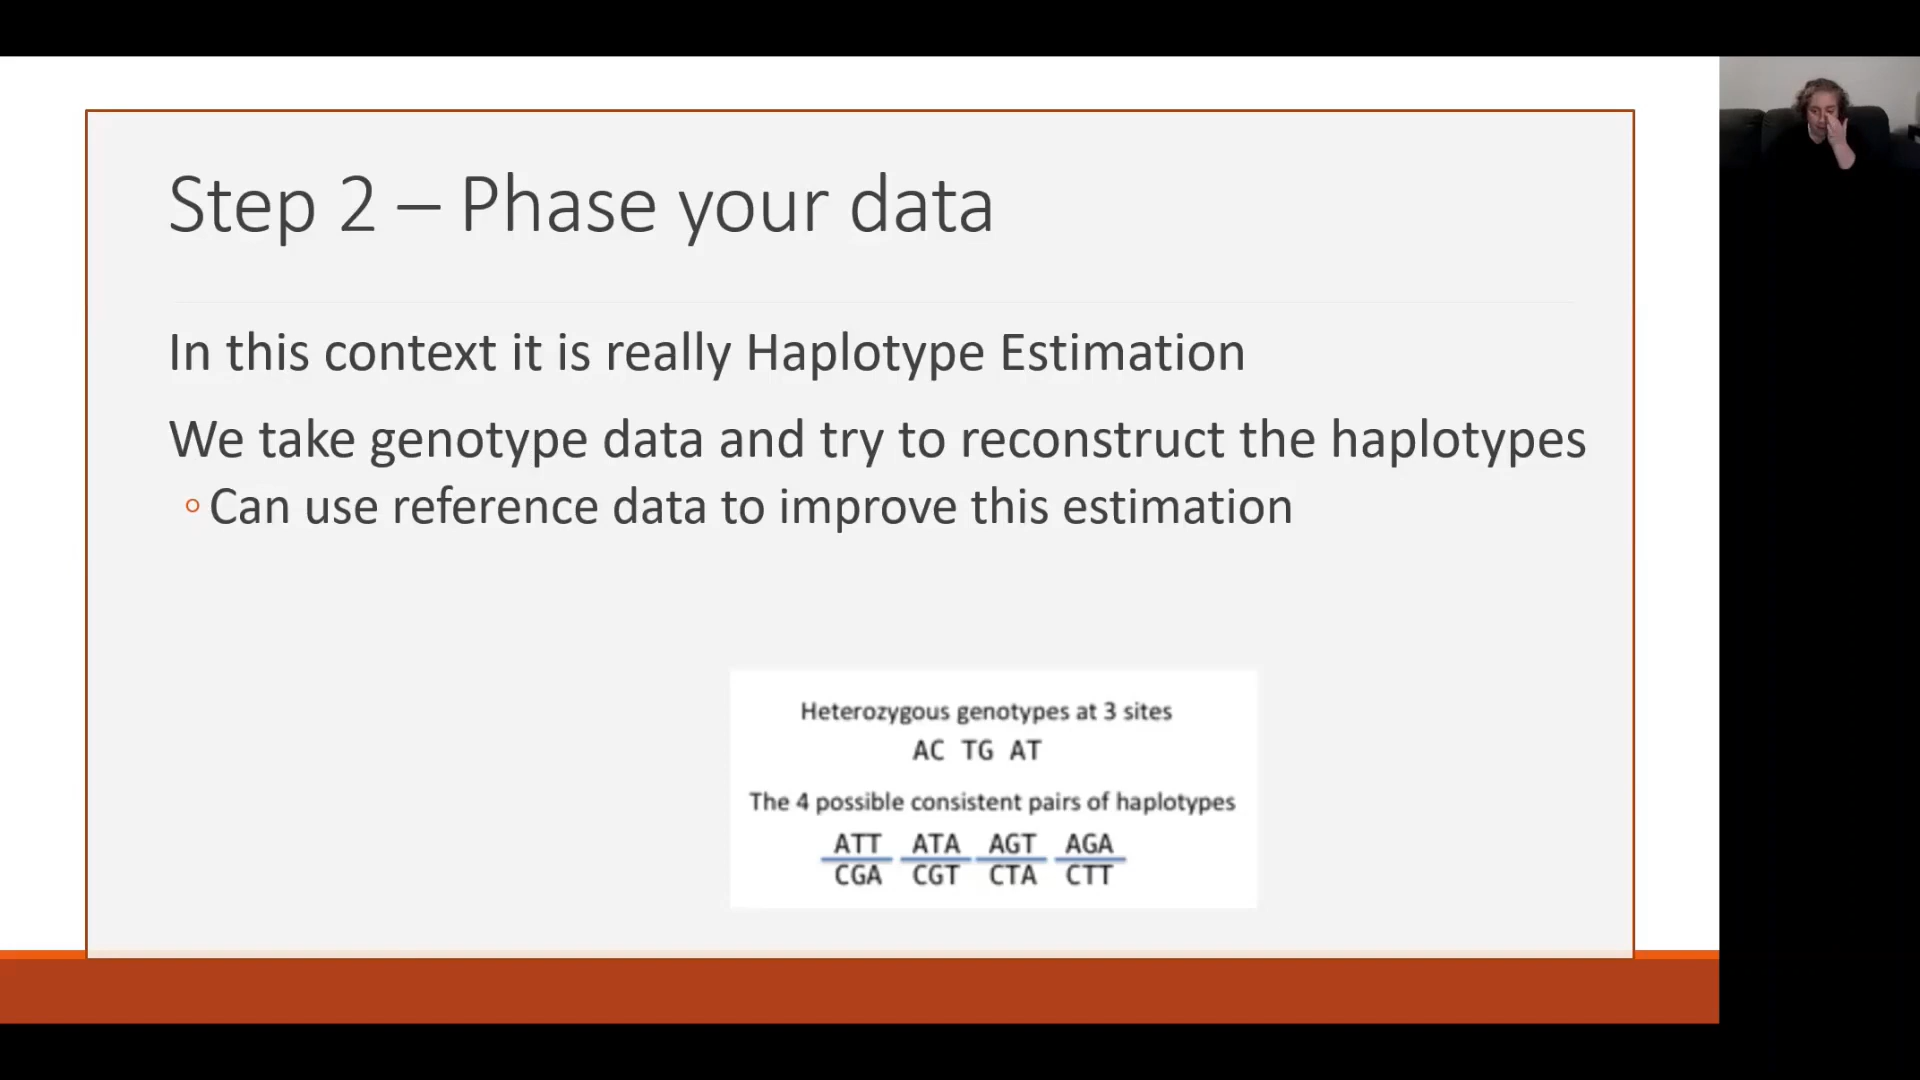 Step 2 – Phase your data
In this context it is really Haplotype Estimation
We take genotype data and try to reconstruct the haplotypes
◦ Can use reference data to improve this estimation
Heterozygous genotypes at 3 sites
AC TG AT
The 4 possible consistent pairs of haplotypes
ATT ATA AGT AGA
CGA CGT CTA CTT